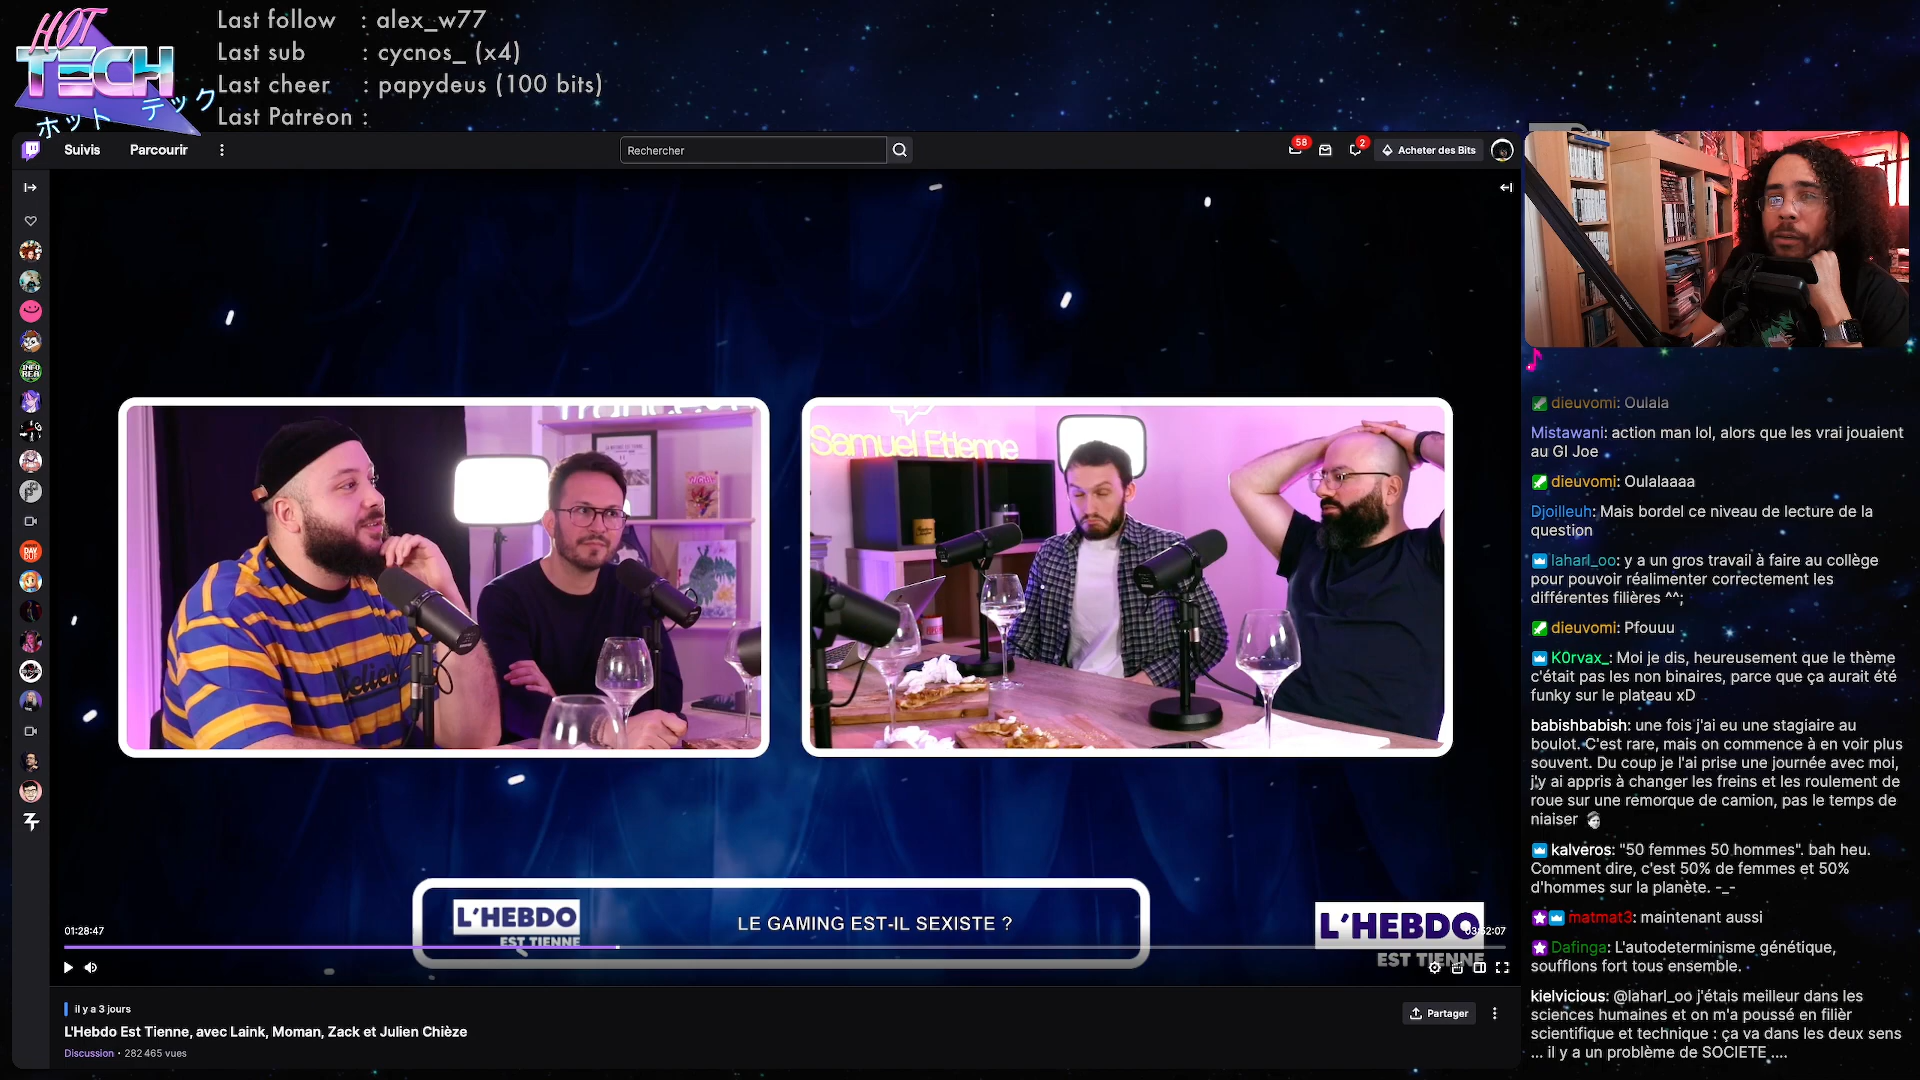 HOT
TECH
ホット テック
Last follow : alex_w77
Last sub : cycnos_ (x4)
Last cheer : papydeus (100 bits)
Last Patreon :
Suivis
Parcourir
Rechercher
58
2
Acheter des Bits
INFO
REA
DAY
Samuel Etienne
L'HEBDO
EST TIENNE
LE GAMING EST-IL SEXISTE ?
L'HEBDO
EST TIENNE
01:28:47
il y a 3 jours
Partager
L'Hebdo Est Tienne, avec Laink, Moman, Zack et Julien Chièze
Discussion • 282 465 vues
dieuvomi: Oulala
Mistawani: action man lol, alors que les vrai jouaient
au GI Joe
dieuvomi: Oulalaaaa
Djoilleuh: Mais bordel ce niveau de lecture de la
question
laharl_oo: y a un gros travail à faire au collège
pour pouvoir réalimenter correctement les
différentes filières ^^;
dieuvomi: Pfouuu
K0rvax_: Moi je dis, heureusement que le thème
c'était pas les non binaires, parce que ça aurait été
funky sur le plateau xD
babishbabish: une fois j'ai eu une stagiaire au
boulot. C'est rare, mais on commence à en voir plus
souvent. Du coup je l'ai prise une journée avec moi,
j'y ai appris à changer les freins et les roulement de
roue sur une remorque de camion, pas le temps de
niaiser
kalveros: "50 femmes 50 hommes". bah heu.
Comment dire, c'est 50% de femmes et 50%
d'hommes sur la planète. -_-
matmat3: maintenant aussi
Dafinga: L'autodeterminisme génétique,
soufflons fort tous ensemble.
kielvicious: @laharl_oo j'étais meilleur dans les
sciences humaines et on m'a poussé en filièr
scientifique et technique : ça va dans les deux sens
... il y a un problème de SOCIETE ....